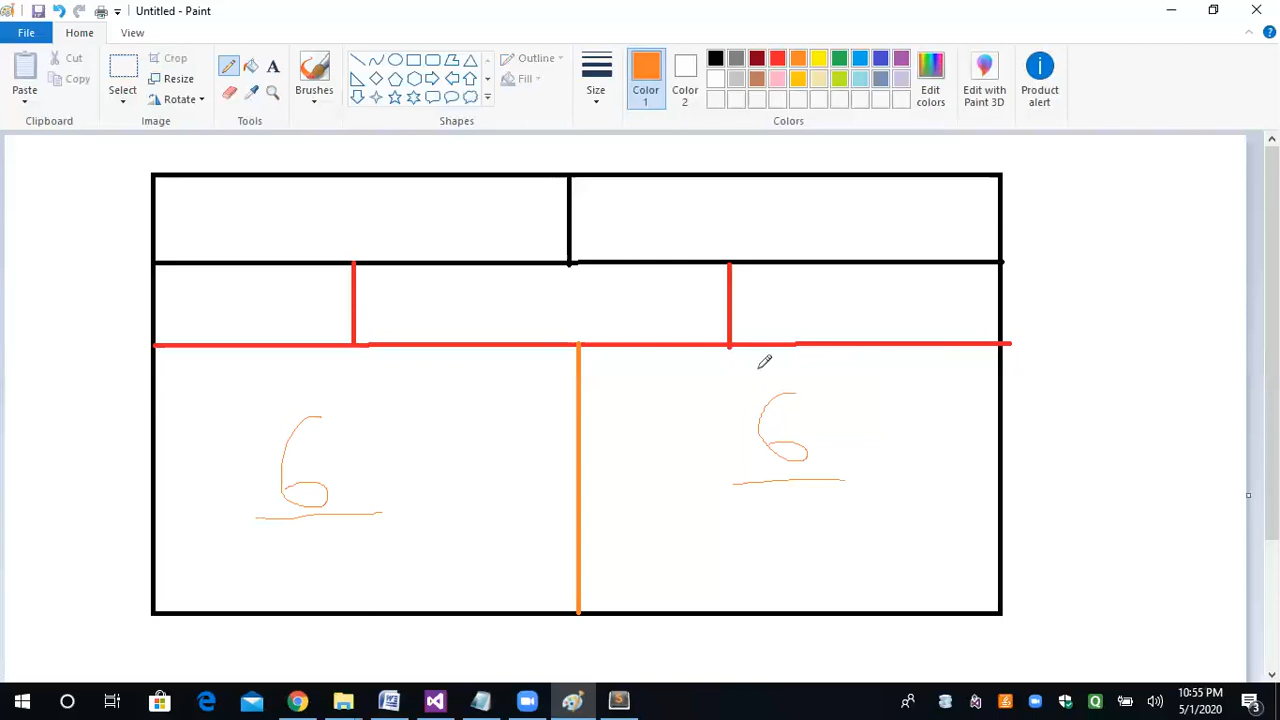 Untitled - Paint
File Home View
Paste
Cut
Copy
Clipboard
Select
Crop
Resize
Rotate
Image
A
Tools
Brushes
Outline
Fill
Shapes
Size
Color 1
Color 2
Edit colors
Colors
Edit with Paint 3D
Product alert
6 6
10:55 PM
5/1/2020
3